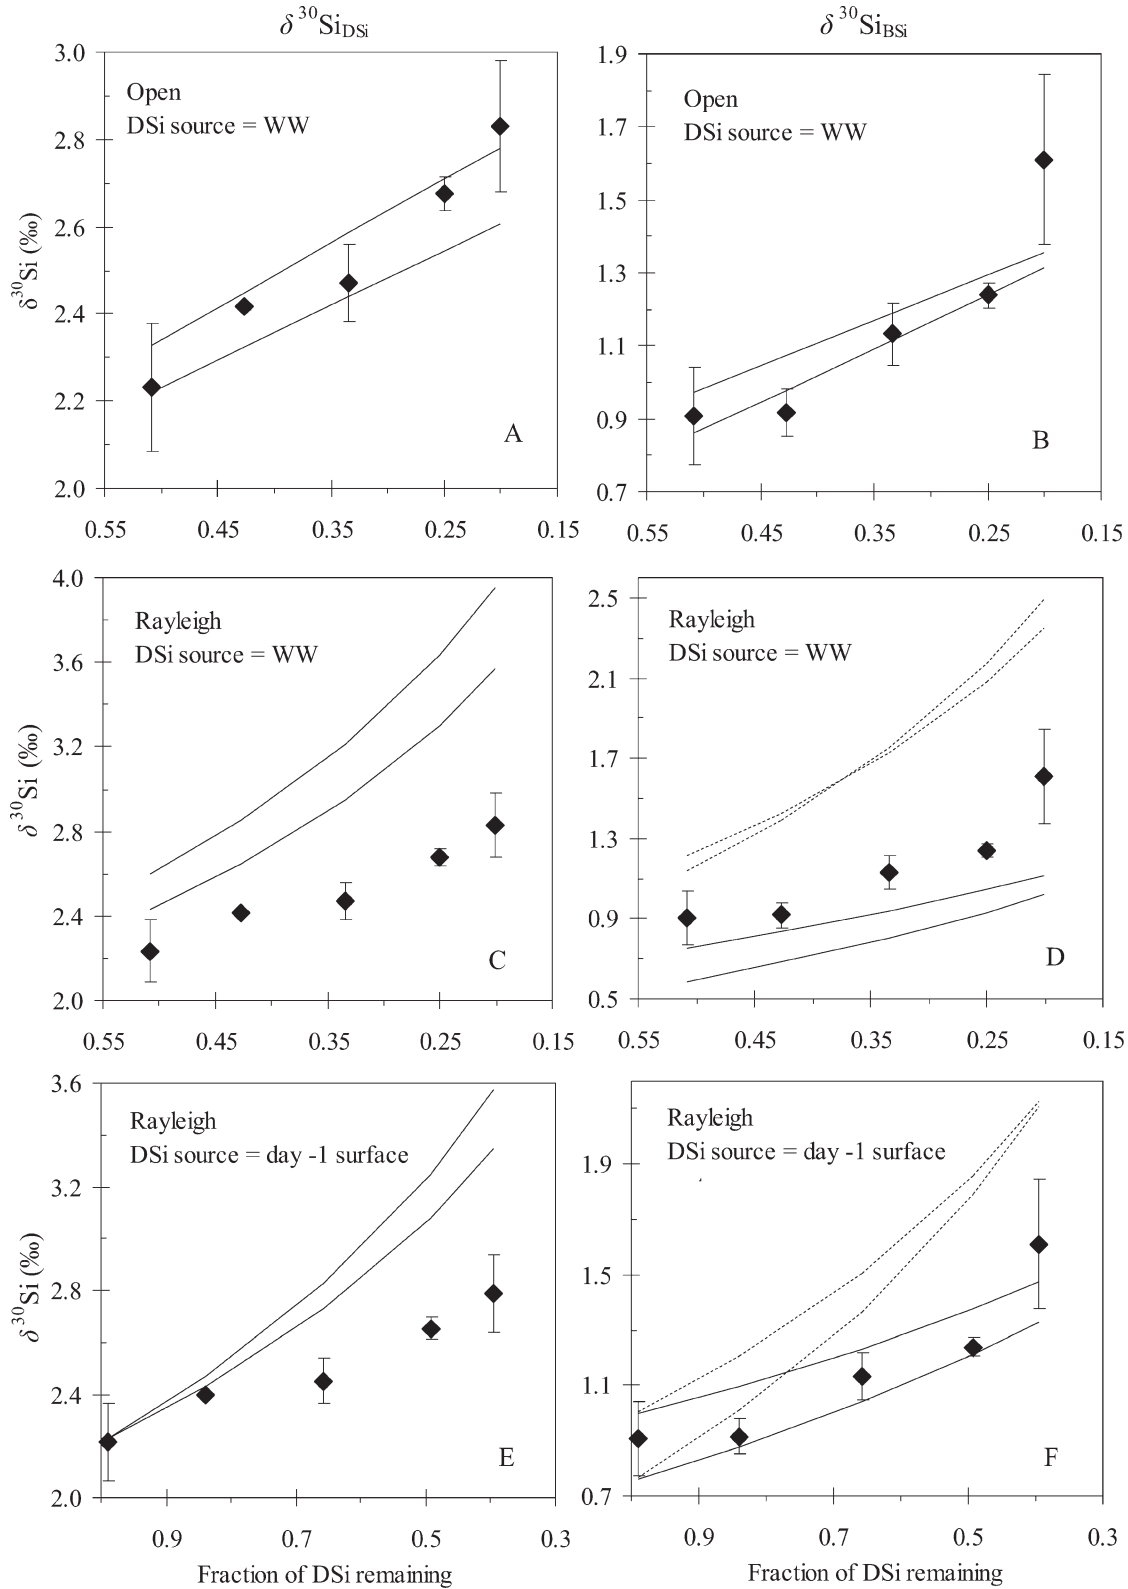 δ ³⁰Si_DSi
δ ³⁰Si_BSi
3.0
2.8
2.6
2.4
2.2
2.0
δ³⁰Si (‰)
Open
DSi source = WW
A
0.55 0.45 0.35 0.25 0.15
1.9
1.7
1.5
1.3
1.1
0.9
0.7
Open
DSi source = WW
B
0.55 0.45 0.35 0.25 0.15
4.0
3.6
3.2
2.8
2.4
2.0
δ ³⁰Si (‰)
Rayleigh
DSi source = WW
C
0.55 0.45 0.35 0.25 0.15
2.5
2.1
1.7
1.3
0.9
0.5
Rayleigh
DSi source = WW
D
0.55 0.45 0.35 0.25 0.15
3.6
3.2
2.8
2.4
2.0
δ ³⁰Si (‰)
Rayleigh
DSi source = day -1 surface
E
0.9 0.7 0.5 0.3
Fraction of DSi remaining
1.9
1.5
1.1
0.7
Rayleigh
DSi source = day -1 surface
F
0.9 0.7 0.5 0.3
Fraction of DSi remaining